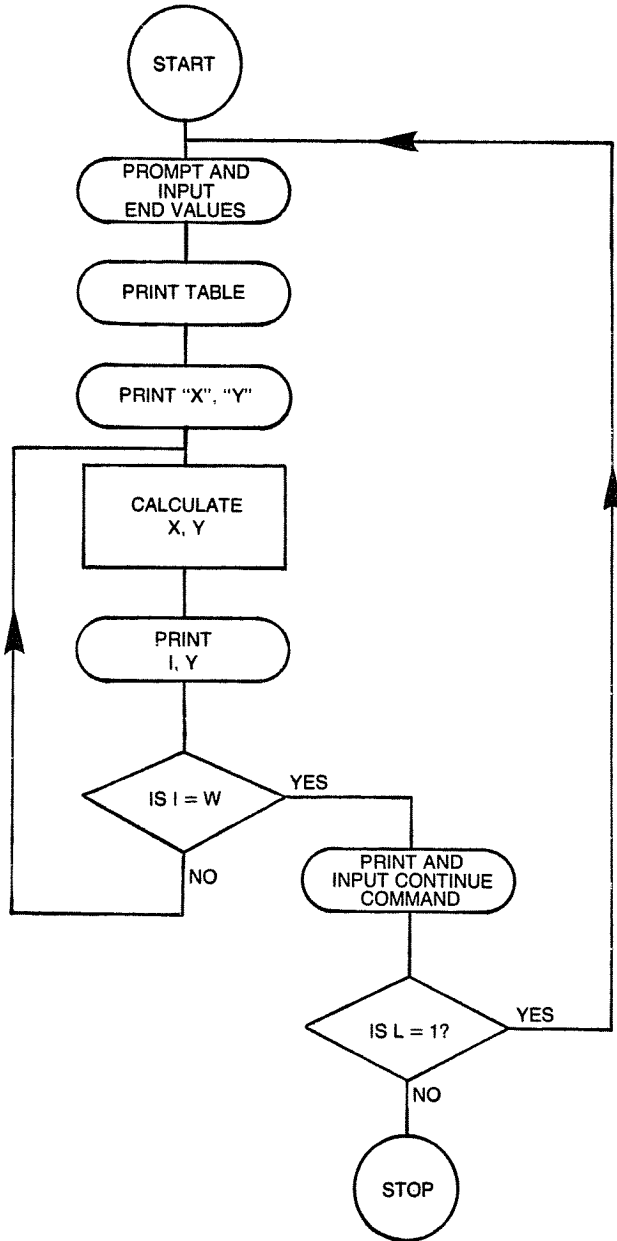 START
PROMPT AND
INPUT
END VALUES
PRINT TABLE
PRINT “X”, “Y”
CALCULATE
X, Y
PRINT
I, Y
IS I = W
YES
NO
PRINT AND
INPUT CONTINUE
COMMAND
IS L = 1?
YES
NO
STOP